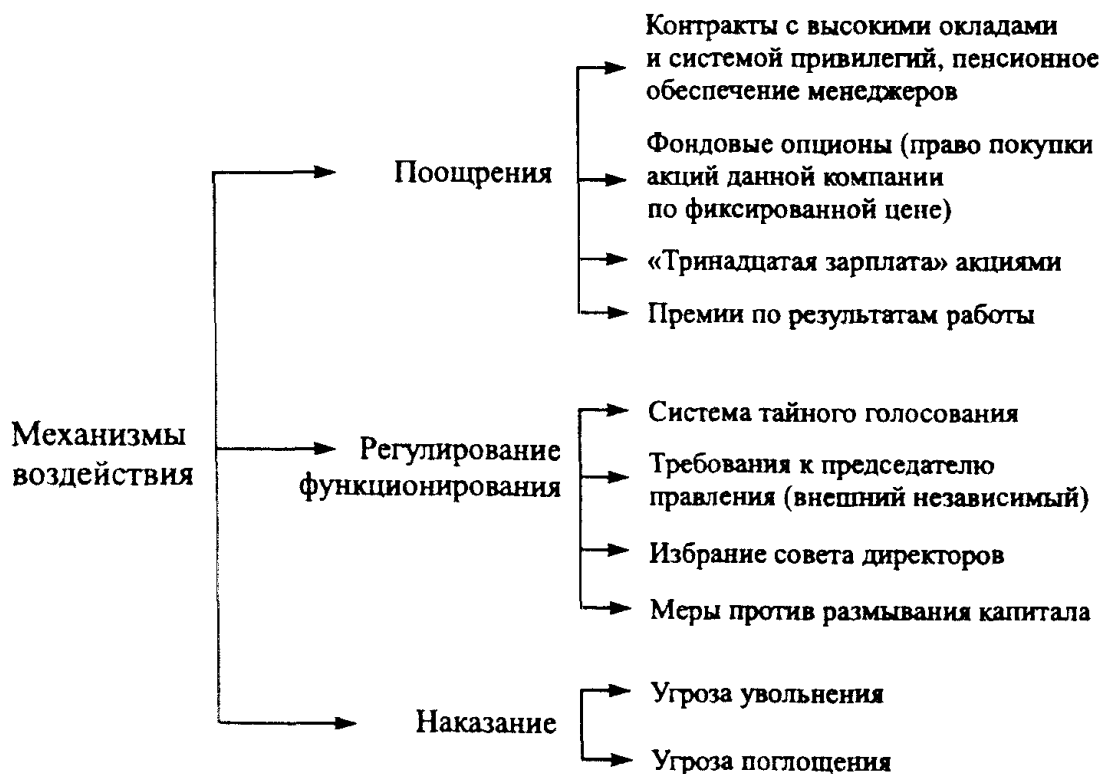 Контракты с высокими окладами
и системой привилегий, пенсионное
обеспечение менеджеров
Поощрения
Фондовые опционы (право покупки
акций данной компании
по фиксированной цене)
«Тринадцатая зарплата» акциями
Премии по результатам работы
Механизмы
воздействия
Регулирование
функционирования
Система тайного голосования
Требования к председателю
правления (внешний независимый)
Избрание совета директоров
Меры против размывания капитала
Наказание
Угроза увольнения
Угроза поглощения